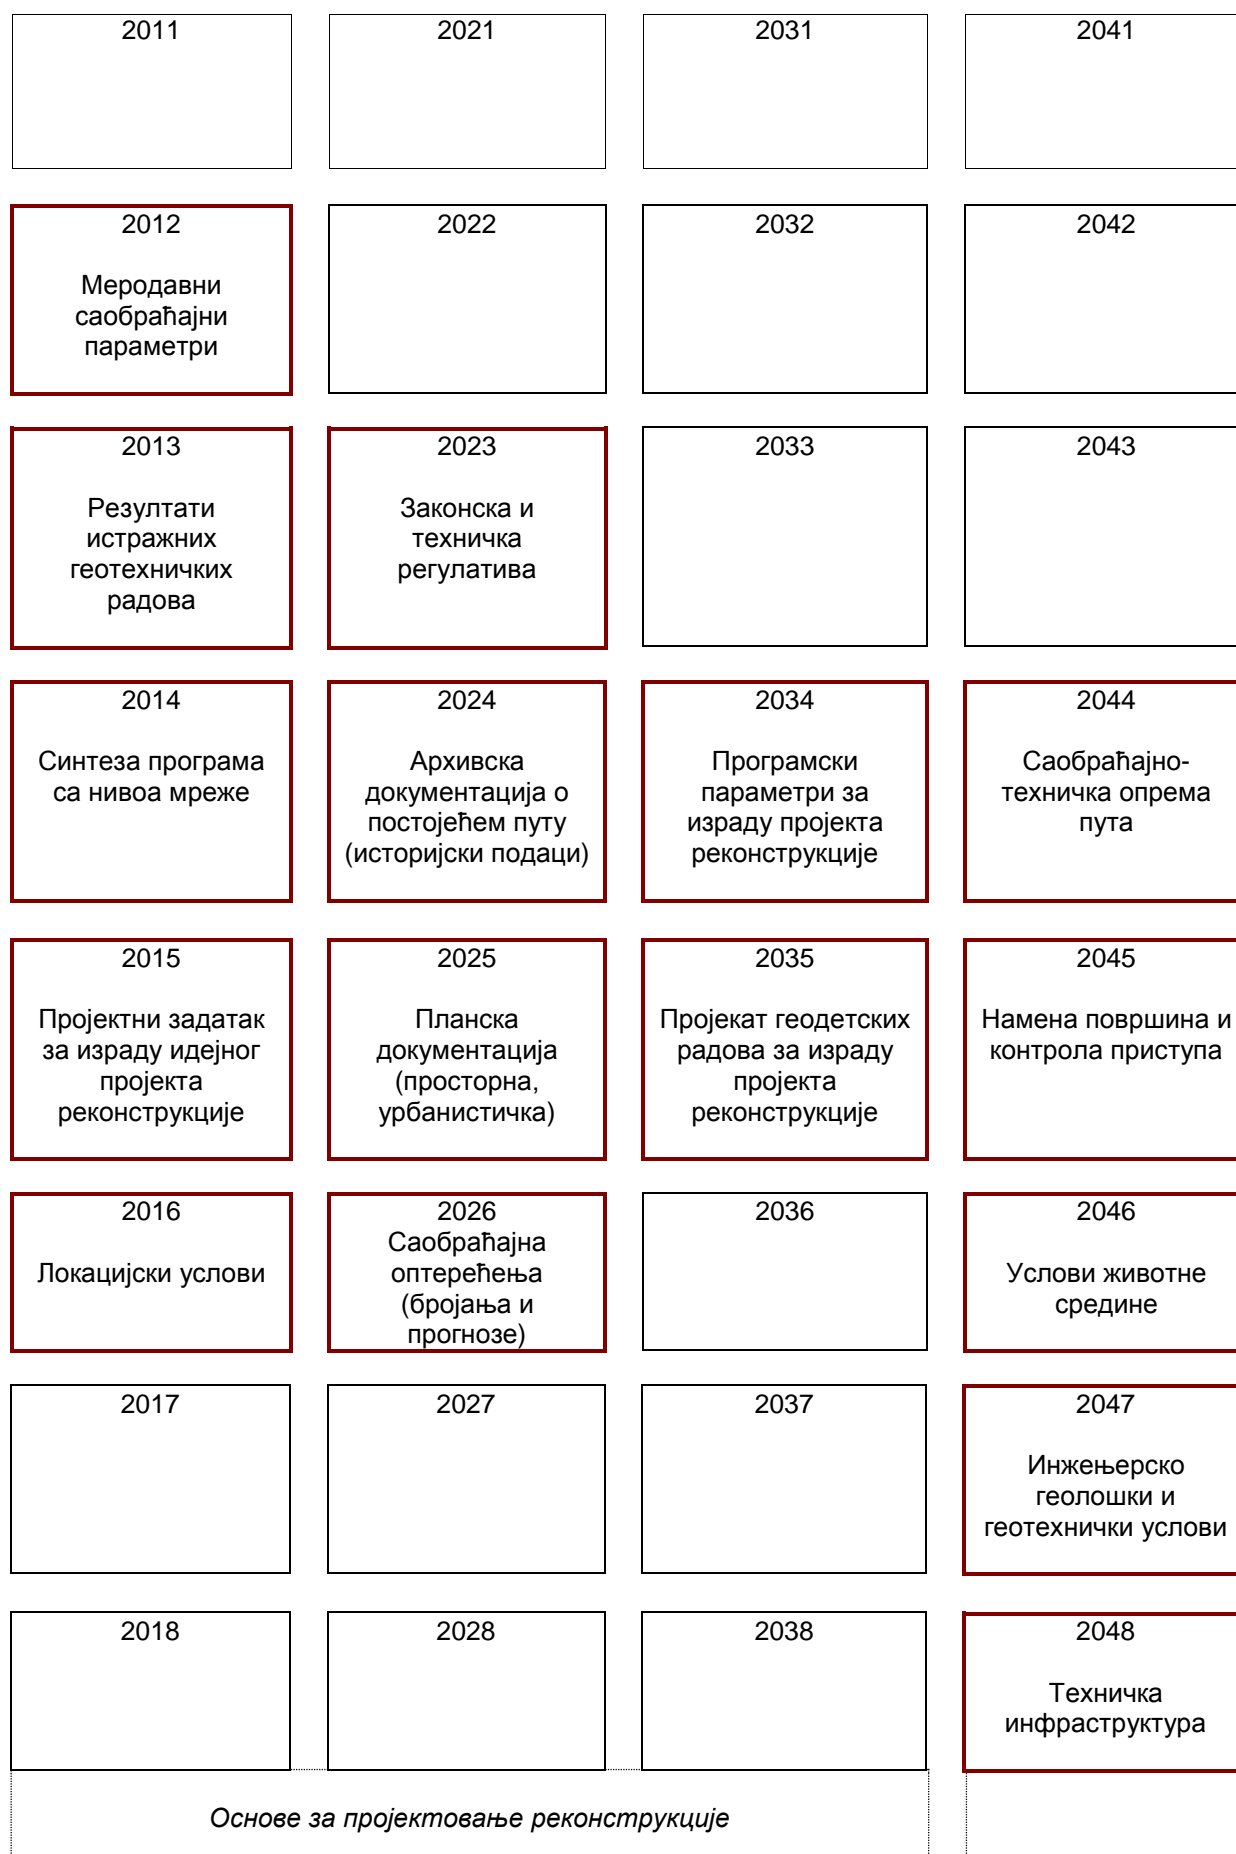 2011
2021
2031
2041
2012
Меродавни
саобраћајни
параметри
2022
2032
2042
2013
Резултати
истражних
геотехничких
радова
2023
Законска и
техничка
регулатива
2033
2043
2014
Синтеза програма
са нивоа мреже
2024
Архивска
документација о
постојећем путу
(историјски подаци)
2034
Програмски
параметри за
израду пројекта
реконструкције
2044
Саобраћајно-
техничка опрема
пута
2015
Пројектни задатак
за израду идејног
пројекта
реконструкције
2025
Планска
документација
(просторна,
урбанистичка)
2035
Пројекат геодетских
радова за израду
пројекта
реконструкције
2045
Намена површина и
контрола приступа
2016
Локацијски услови
2026
Саобраћајна
оптерећења
(бројања и
прогнозе)
2036
2046
Услови животне
средине
2017
2027
2037
2047
Инжењерско
геолошки и
геотехнички услови
2018
2028
2038
2048
Техничка
инфраструктура
Основе за пројектовање реконструкције